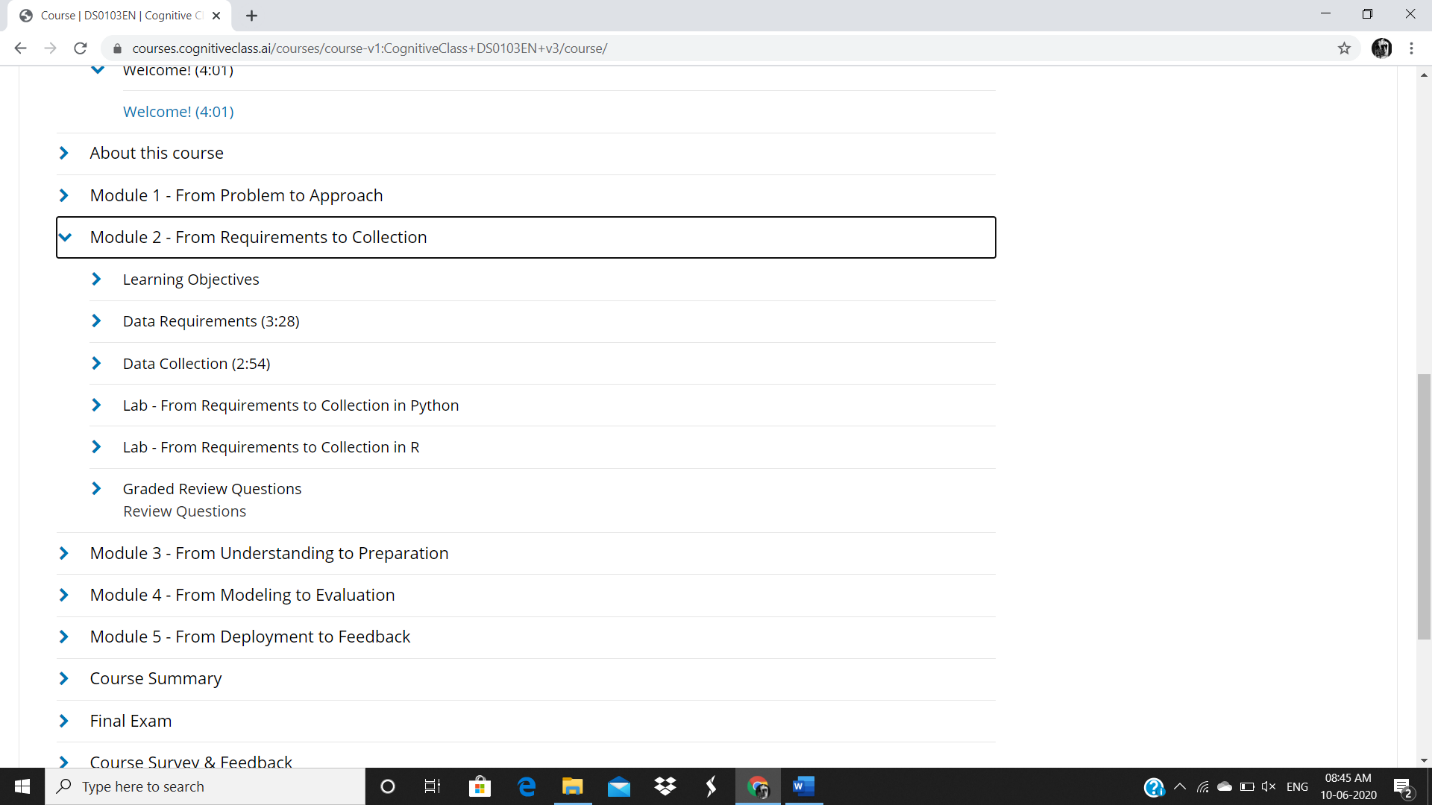 Course | DS0103EN | Cognitive C
courses.cognitiveclass.ai/courses/course-v1:CognitiveClass+DS0103EN+v3/course/
Welcome! (4:01)
Welcome! (4:01)
About this course
Module 1 - From Problem to Approach
Module 2 - From Requirements to Collection
Learning Objectives
Data Requirements (3:28)
Data Collection (2:54)
Lab - From Requirements to Collection in Python
Lab - From Requirements to Collection in R
Graded Review Questions
Review Questions
Module 3 - From Understanding to Preparation
Module 4 - From Modeling to Evaluation
Module 5 - From Deployment to Feedback
Course Summary
Final Exam
Course Survey & Feedback
Type here to search
ENG
08:45 AM
10-06-2020
2